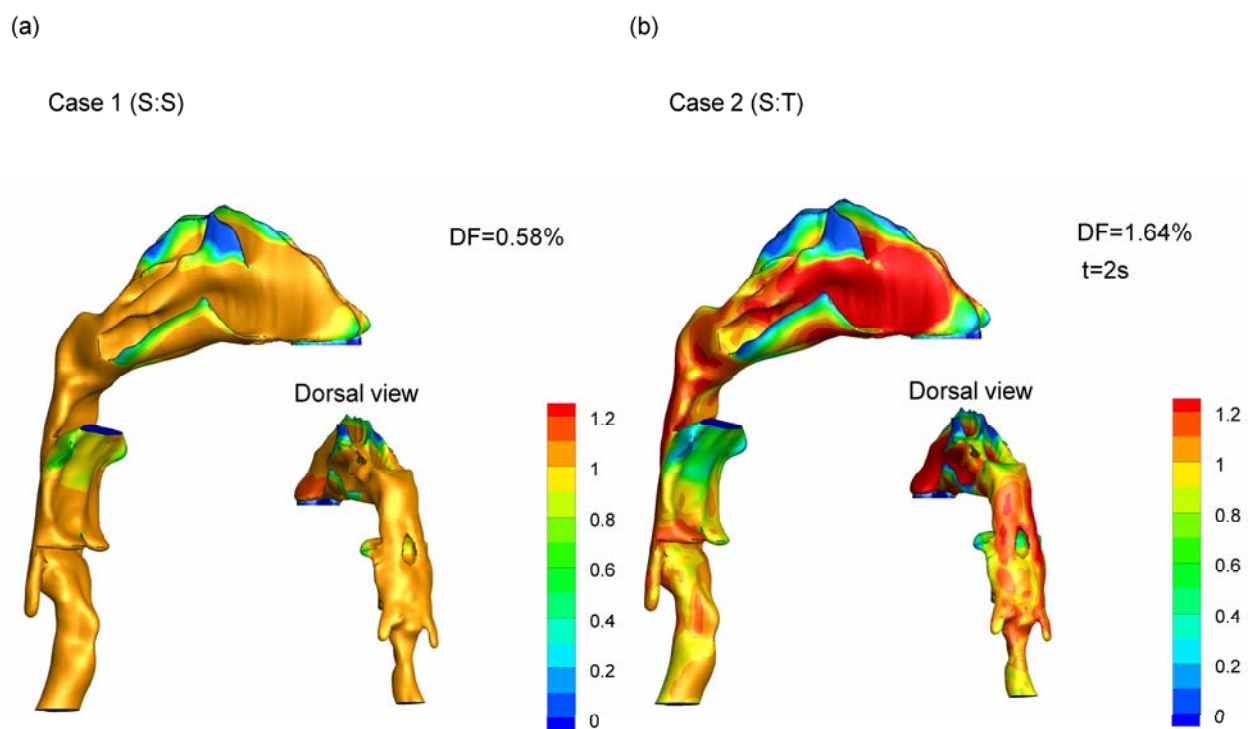 (a)
Case 1 (S:S)
DF=0.58%
Dorsal view
1.2
1
0.8
0.6
0.4
0.2
0
(b)
Case 2 (S:T)
DF=1.64%
t=2s
Dorsal view
1.2
1
0.8
0.6
0.4
0.2
0